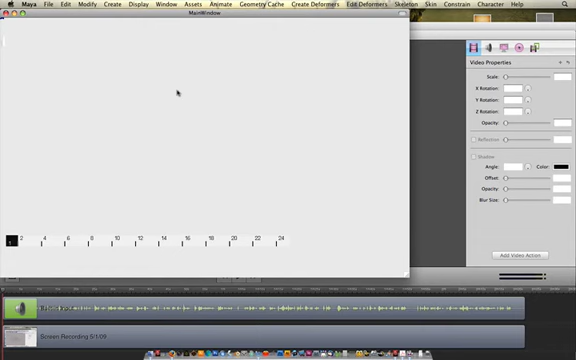 Maya File Edit Modify Create Display Window Assets Animate Geometry Cache Create Deformers Edit Deformers Skeleton Skin Constrain Character Help
MainWindow
Video Properties
Scale:
X Rotation:
Y Rotation:
Z Rotation:
Opacity:
Reflection:
Shadow
Angle: Color:
Offset:
Opacity:
Blur Size:
Add Video Action
1 2 4 6 8 10 12 14 16 18 20 22 24
Screen Recording 5/1/09